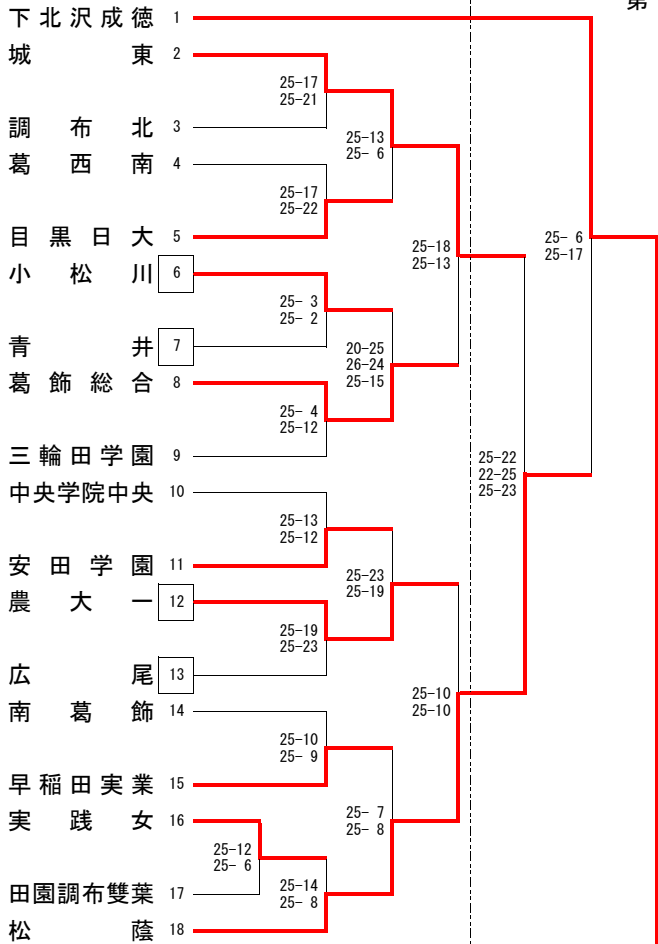 第
下北沢成徳 1
城東 2
25-17
25-21
調布北 3
25-13
25- 6
葛西南 4
25-17
25-22
目黒日大 5
25-18
25-13
25- 6
25-17
小松川 6
25- 3
25- 2
青井 7
20-25
26-24
25-15
葛飾総合 8
25- 4
25-12
三輪田学園 9
25-22
22-25
25-23
中央学院中央 10
25-13
25-12
安田学園 11
25-23
25-19
農大一 12
25-19
25-23
広尾 13
25-10
25-10
南葛飾 14
25-10
25- 9
早稲田実業 15
25- 7
25- 8
実践女 16
25-12
25- 6
田園調布雙葉 17
25-14
25- 8
松蔭 18